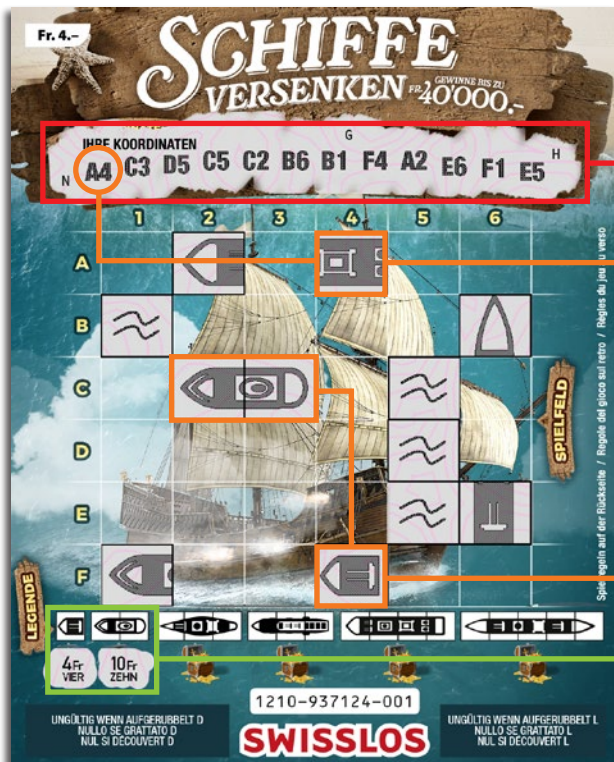 Fr. 4.–
SCHIFFE
VERSENKEN
GEWINNE BIS ZU
FR. 40'000.–
IHRE KOORDINATEN
G
N A4 C3 D5 C5 C2 B6 B1 F4 A2 E6 F1 E5 H
1 2 3 4 5 6
A
B
C
D
E
F
SPIELFELD
Spielregeln auf der Rückseite / Regole del gioco sul retro / Règles du jeu au verso
LEGENDE
4Fr 10Fr
VIER ZEHN
1210-937124-001
UNGÜLTIG WENN AUFGERUBBELT D
NULLO SE GRATTATO D
NUL SI DÉCOUVERT D
SWISSLOS
UNGÜLTIG WENN AUFGERUBBELT L
NULLO SE GRATTATO L
NUL SI DÉCOUVERT L